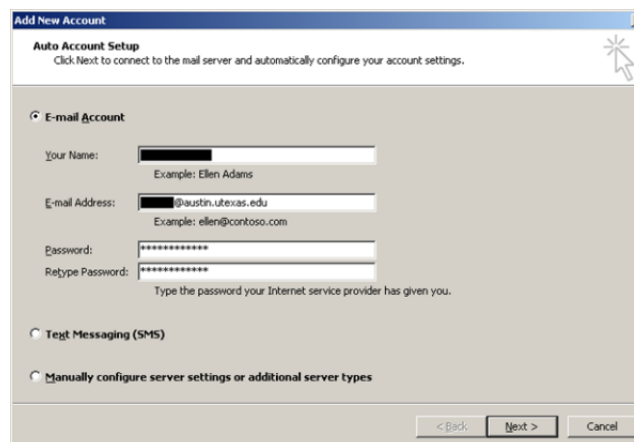 Add New Account
Auto Account Setup
Click Next to connect to the mail server and automatically configure your account settings.
E-mail Account
Your Name:
Example: Ellen Adams
E-mail Address: @austin.utexas.edu
Example: ellen@contoso.com
Password: ************
Retype Password: ************
Type the password your Internet service provider has given you.
Text Messaging (SMS)
Manually configure server settings or additional server types
< Back Next > Cancel